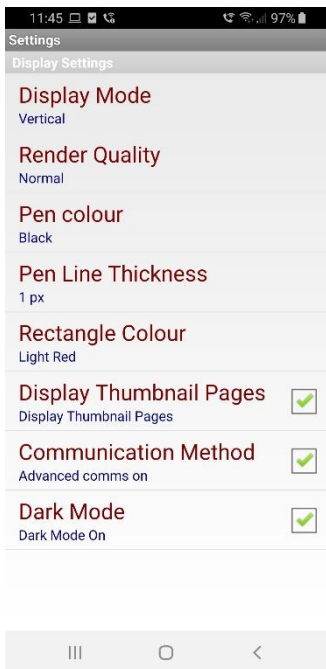 11:45 97%
Settings
Display Settings
Display Mode
Vertical
Render Quality
Normal
Pen colour
Black
Pen Line Thickness
1 px
Rectangle Colour
Light Red
Display Thumbnail Pages
Display Thumbnail Pages
Communication Method
Advanced comms on
Dark Mode
Dark Mode On